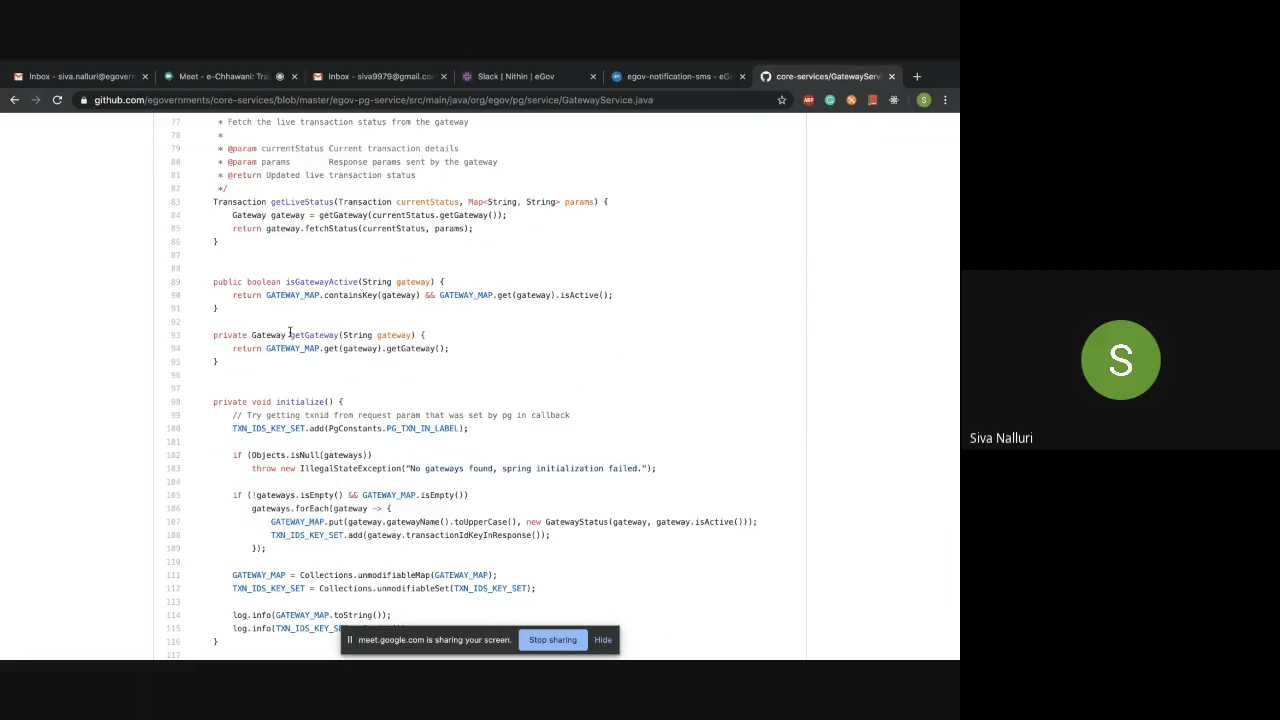 Inbox - siva.nalluri@egovern
Meet - e-Chhawani: Tra
Inbox - siva9979@gmail.co
Slack | Nithin | eGov
egov-notification-sms - eG
core-services/GatewayServi
github.com/egovernments/core-services/blob/master/egov-pg-service/src/main/java/org/egov/pg/service/GatewayService.java
77 * Fetch the live transaction status from the gateway
78 *
79 * @param currentStatus Current transaction details
80 * @param params Response params sent by the gateway
81 * @return Updated live transaction status
82 */
83 Transaction getLiveStatus(Transaction currentStatus, Map<String, String> params) {
84 Gateway gateway = getGateway(currentStatus.getGateway());
85 return gateway.fetchStatus(currentStatus, params);
86 }
87
88
89 public boolean isGatewayActive(String gateway) {
90 return GATEWAY_MAP.containsKey(gateway) && GATEWAY_MAP.get(gateway).isActive();
91 }
92
93 private Gateway getGateway(String gateway) {
94 return GATEWAY_MAP.get(gateway).getGateway();
95 }
96
97
98 private void initialize() {
99 // Try getting txnid from request param that was set by pg in callback
100 TXN_IDS_KEY_SET.add(PgConstants.PG_TXN_IN_LABEL);
101
102 if (Objects.isNull(gateways))
103 throw new IllegalStateException("No gateways found, spring initialization failed.");
104
105 if (!gateways.isEmpty() && GATEWAY_MAP.isEmpty())
106 gateways.forEach(gateway -> {
107 GATEWAY_MAP.put(gateway.gatewayName().toUpperCase(), new GatewayStatus(gateway, gateway.isActive()));
108 TXN_IDS_KEY_SET.add(gateway.transactionIdKeyInResponse());
109 });
110
111 GATEWAY_MAP = Collections.unmodifiableMap(GATEWAY_MAP);
112 TXN_IDS_KEY_SET = Collections.unmodifiableSet(TXN_IDS_KEY_SET);
113
114 log.info(GATEWAY_MAP.toString());
115 log.info(TXN_IDS_KEY_S
116 }
117
meet.google.com is sharing your screen. Stop sharing Hide
S
Siva Nalluri